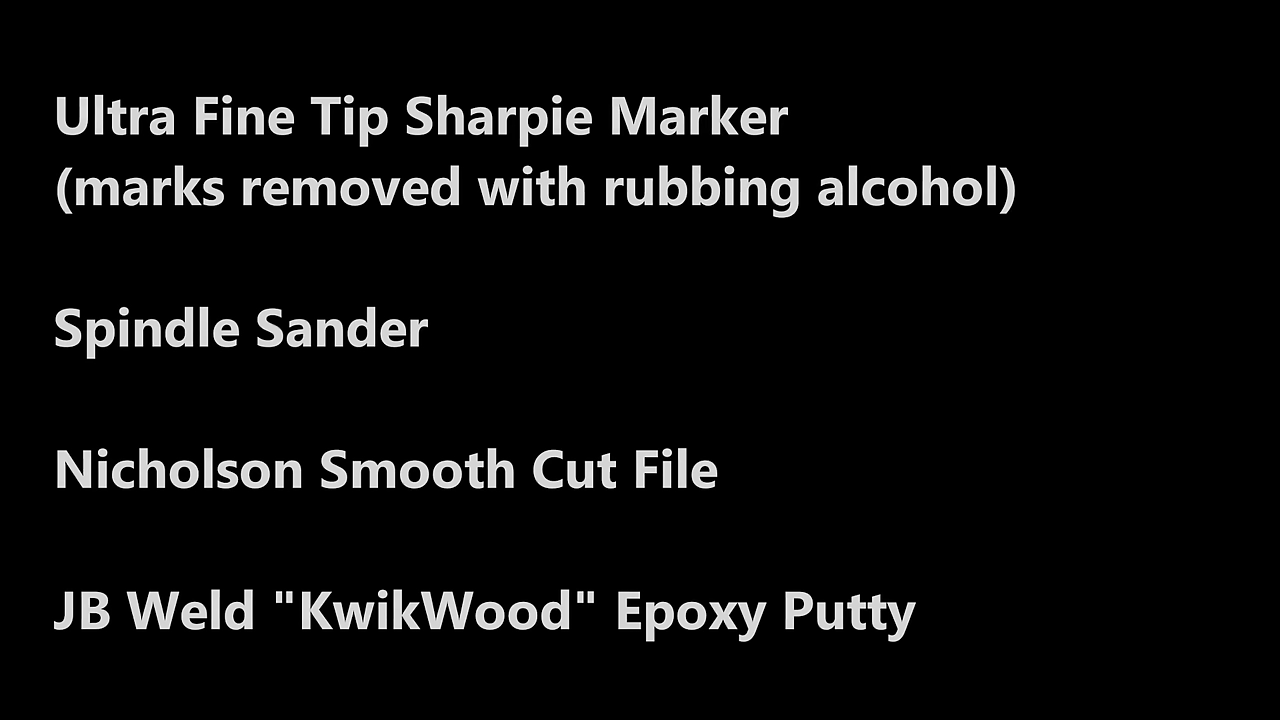 Ultra Fine Tip Sharpie Marker
(marks removed with rubbing alcohol)
Spindle Sander
Nicholson Smooth Cut File
JB Weld "KwikWood" Epoxy Putty